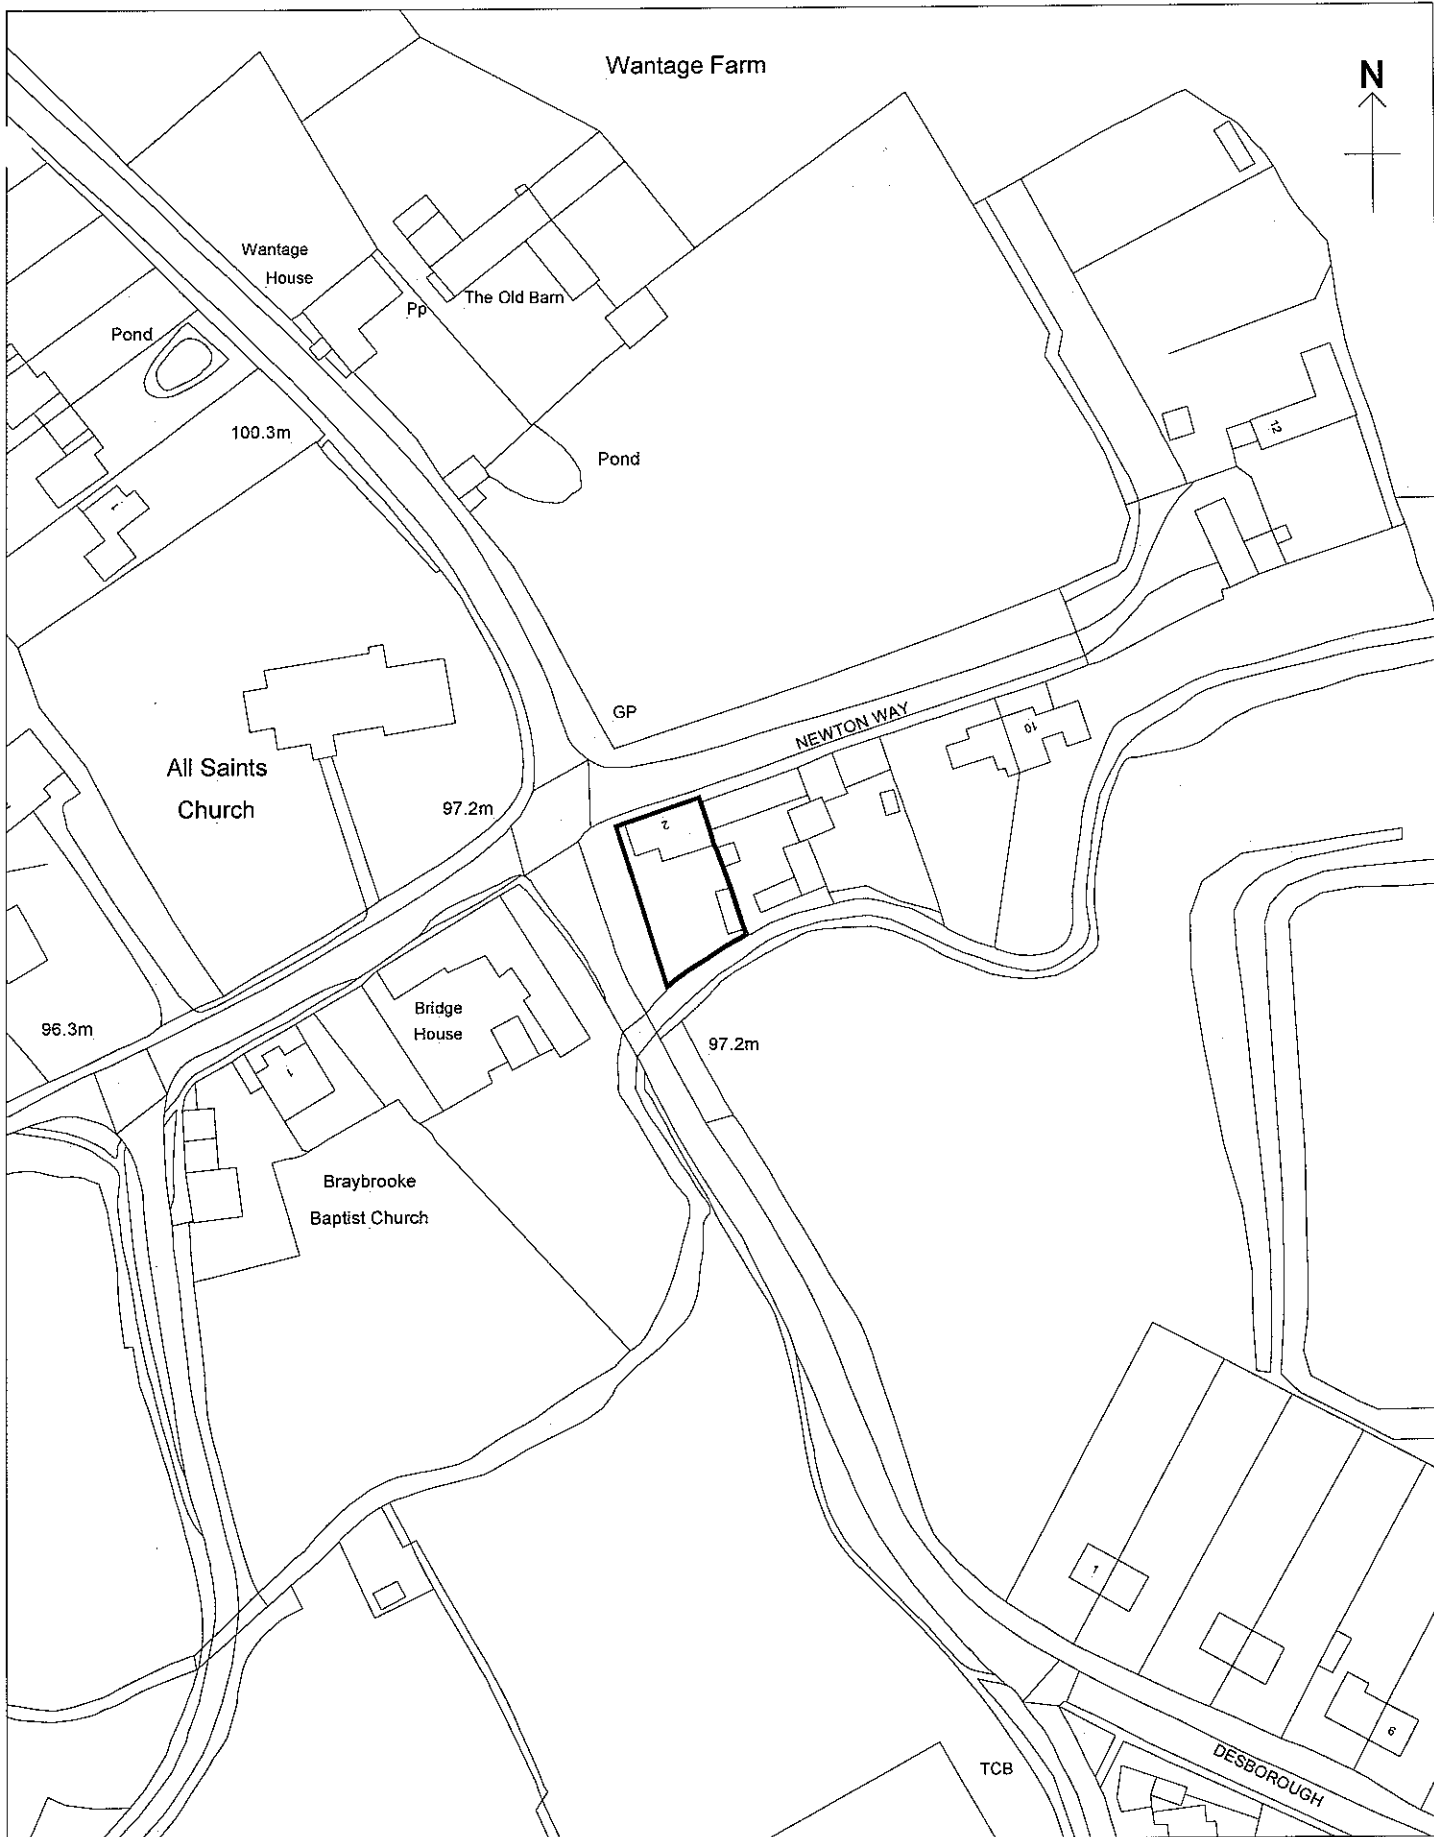 Wantage Farm
N
Wantage
House
Pp
The Old Barn
Pond
100.3m
Pond
12
1
GP
NEWTON WAY
10
All Saints
Church
97.2m
2
Bridge
House
97.2m
96.3m
1
Braybrooke
Baptist Church
1
6
DESBOROUGH
TCB